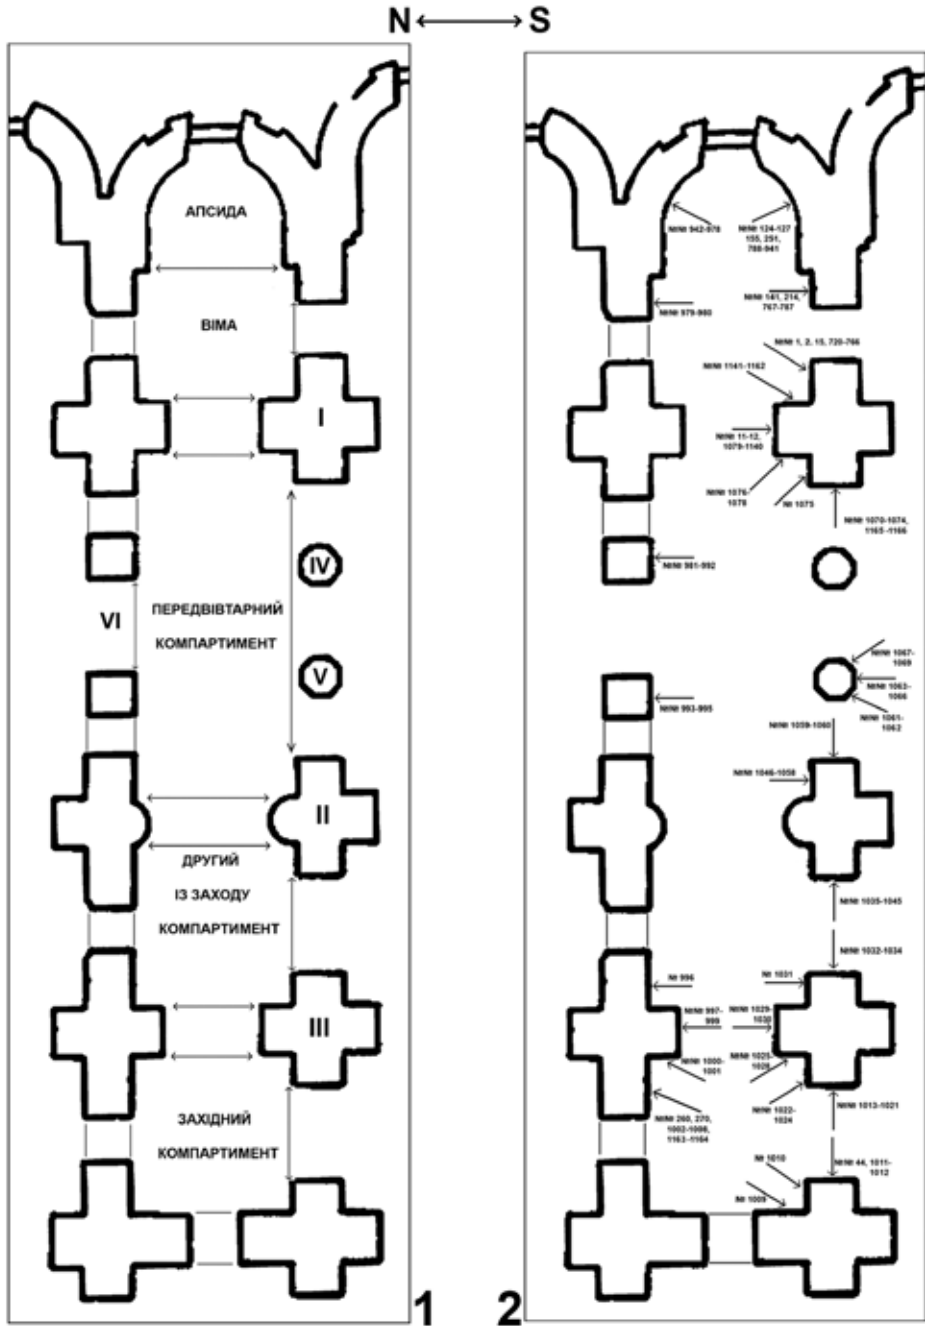 N S
АПСИДА
ВІМА
I
IV
VI
ПЕРЕДВІВТАРНИЙ
КОМПАРТИМЕНТ
V
II
ДРУГИЙ
ІЗ ЗАХОДУ
КОМПАРТИМЕНТ
III
ЗАХІДНИЙ
КОМПАРТИМЕНТ
1
№№ 942-978
№№ 124-127
155, 251,
788-941
№№ 141, 214,
767-787
№№ 979-980
№№ 1, 2, 15, 720-766
№№ 1141-1162
№№ 11-12,
1079-1140
№№ 1076-
1078
№ 1075
№№ 1070-1074,
1165-1166
№№ 981-992
№№ 1067-
1069
№№ 1063-
1066
№№ 1061-
1062
№№ 993-995
№№ 1059-1060
№№ 1046-1058
№№ 1035-1045
№№ 1032-1034
№ 996
№ 1031
№№ 997-
999
№№ 1029-
1030
№№ 1000-
1001
№№ 1025-
1028
№№ 260, 270,
1002-1008,
1163-1164
№№ 1022-
1024
№№ 1013-1021
№ 1010
№№ 44, 1011-
1012
№ 1009
2